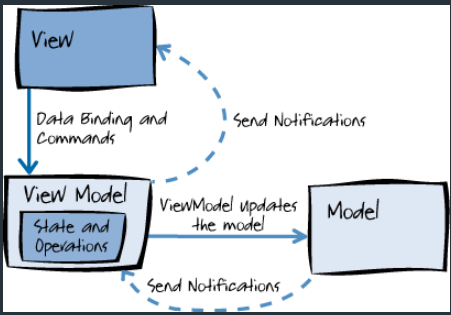 View
Data Binding and
Commands
Send Notifications
View Model
State and
Operations
ViewModel updates
the model
Model
Send Notifications